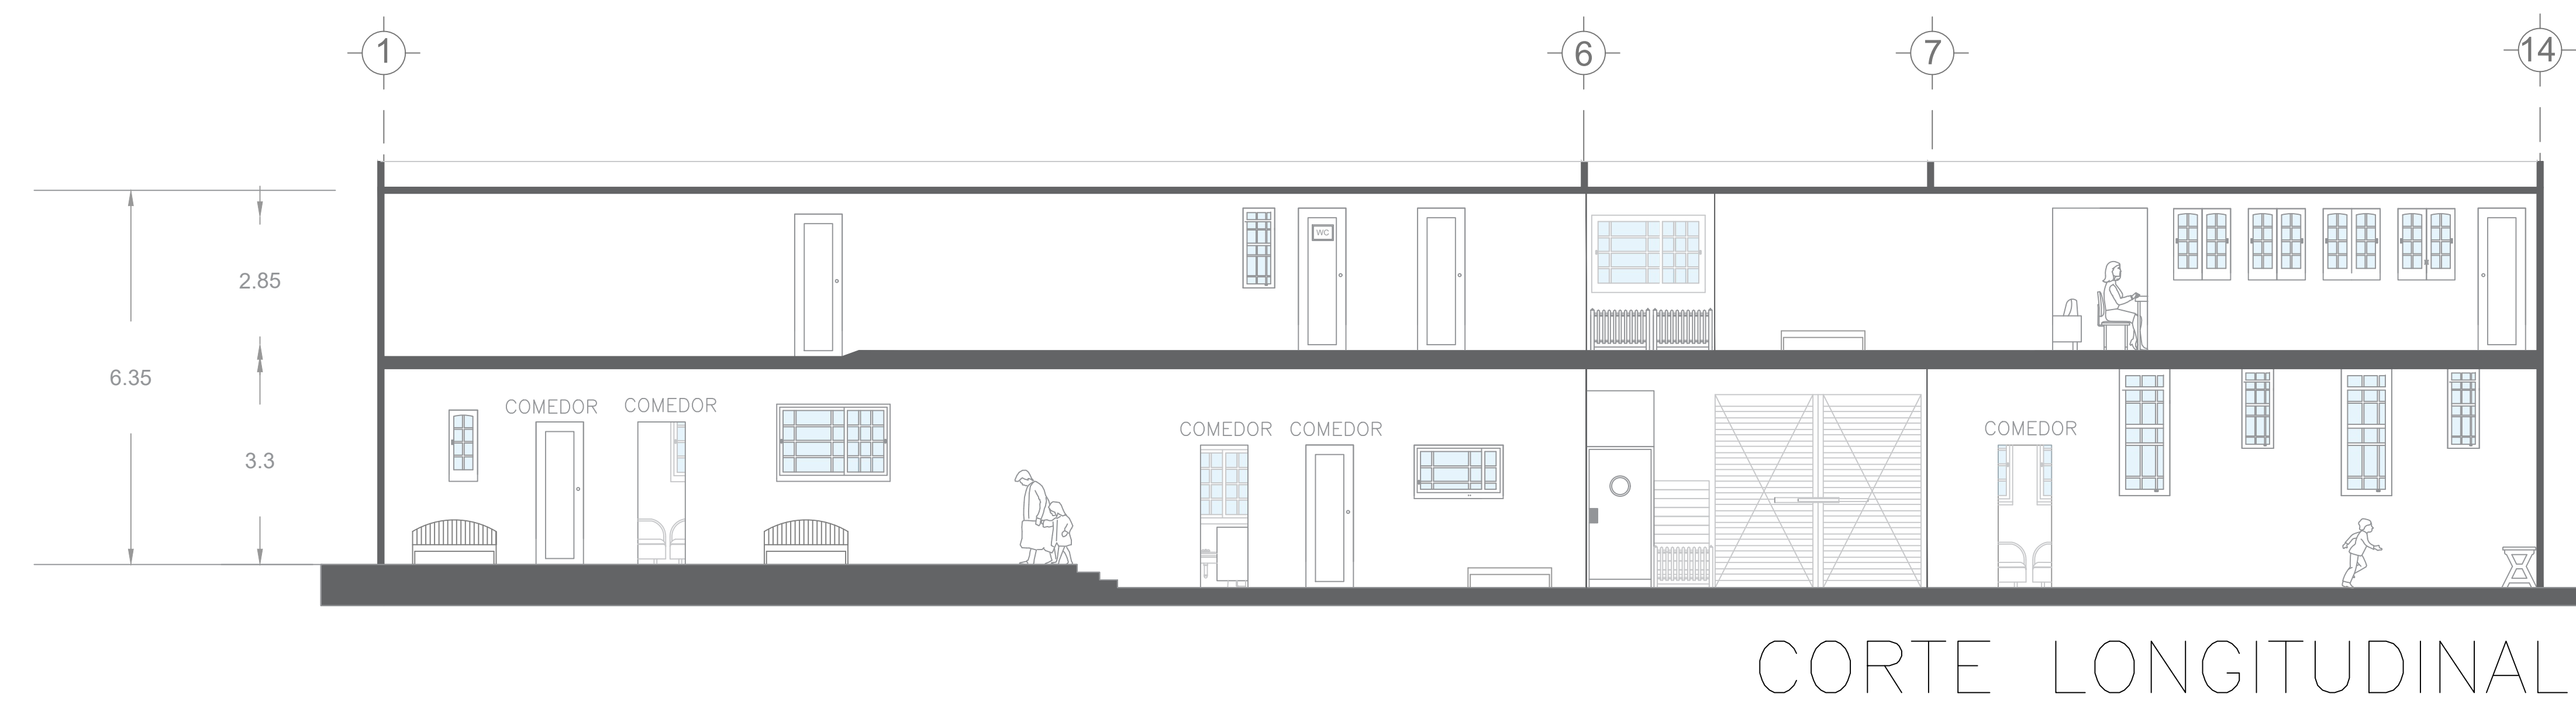 1
6
7
14
WC
2.85
6.35
3.3
COMEDOR
COMEDOR
COMEDOR
COMEDOR
COMEDOR
CORTE LONGITUDINAL